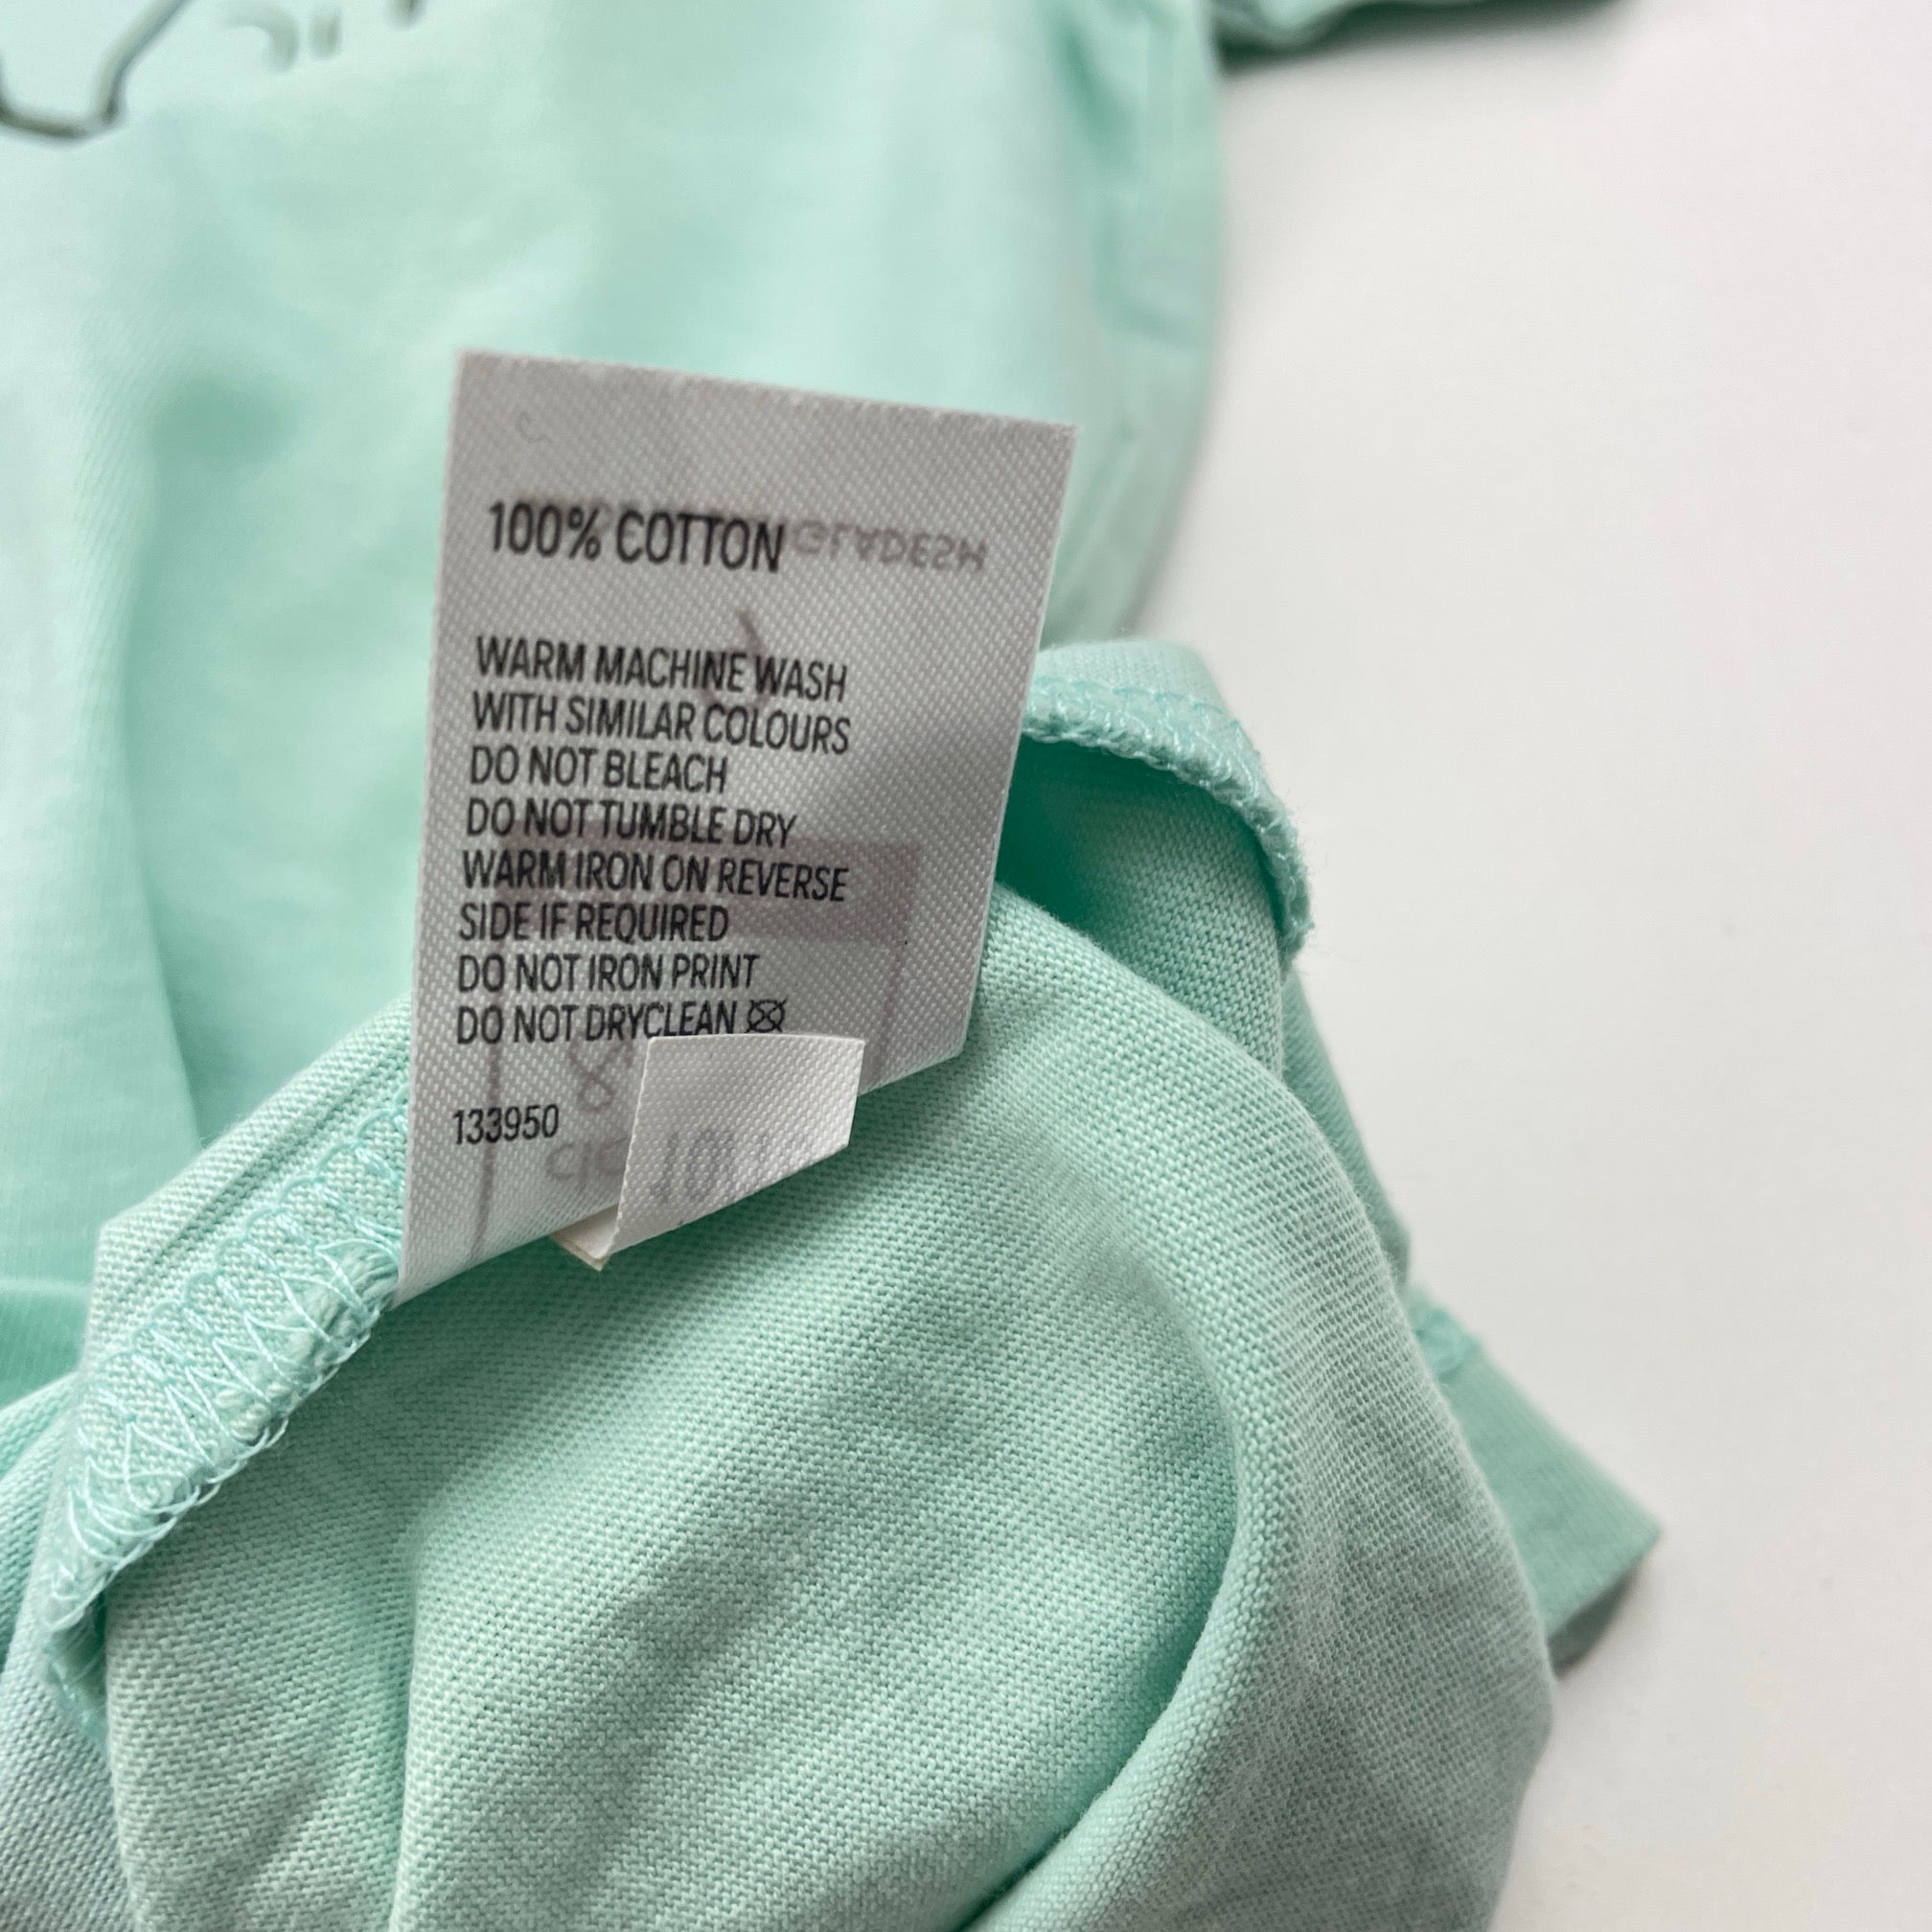 100% COTTON
WARM MACHINE WASH
WITH SIMILAR COLOURS
DO NOT BLEACH
DO NOT TUMBLE DRY
WARM IRON ON REVERSE
SIDE IF REQUIRED
DO NOT IRON PRINT
DO NOT DRYCLEAN
133950